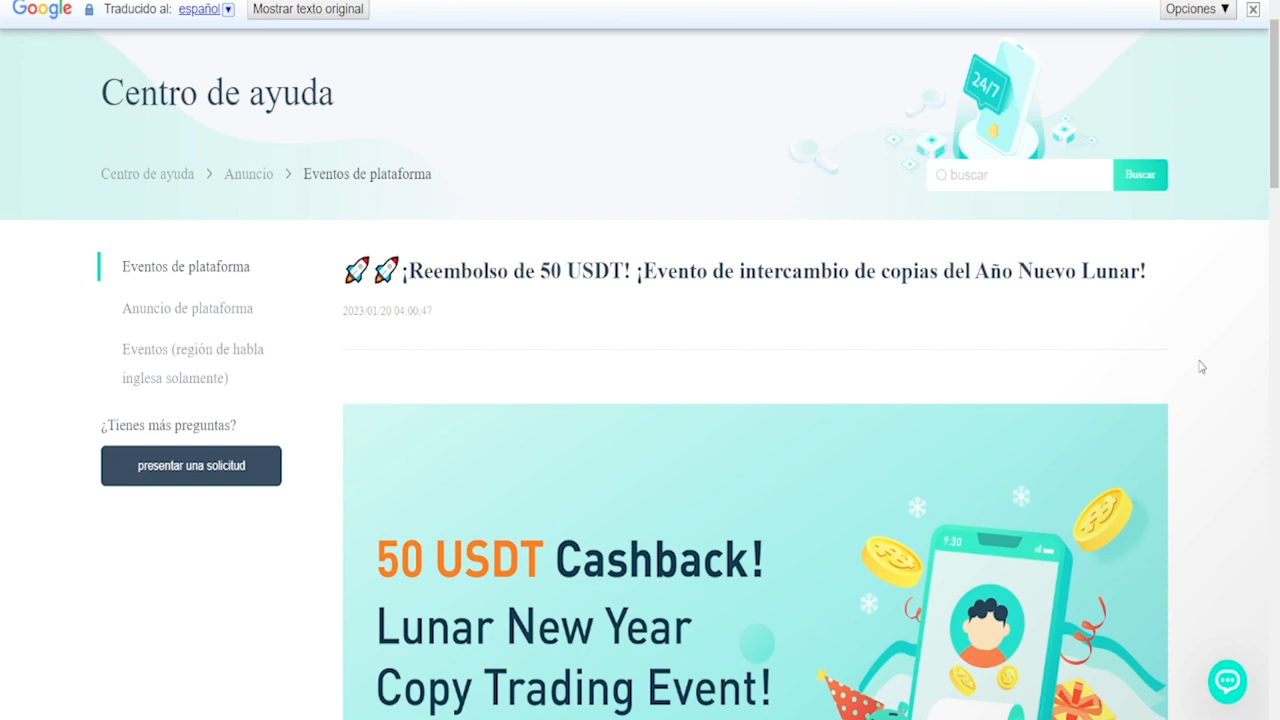 Google Traducido al: español Mostrar texto original Opciones ▼
Centro de ayuda
24/7
Centro de ayuda > Anuncio > Eventos de plataforma
buscar Buscar
Eventos de plataforma
Anuncio de plataforma
Eventos (región de habla
inglesa solamente)
¿Tienes más preguntas?
presentar una solicitud
🚀🚀¡Reembolso de 50 USDT! ¡Evento de intercambio de copias del Año Nuevo Lunar!
2023/01/20 04:00:47
50 USDT Cashback!
Lunar New Year
Copy Trading Event!
9:30